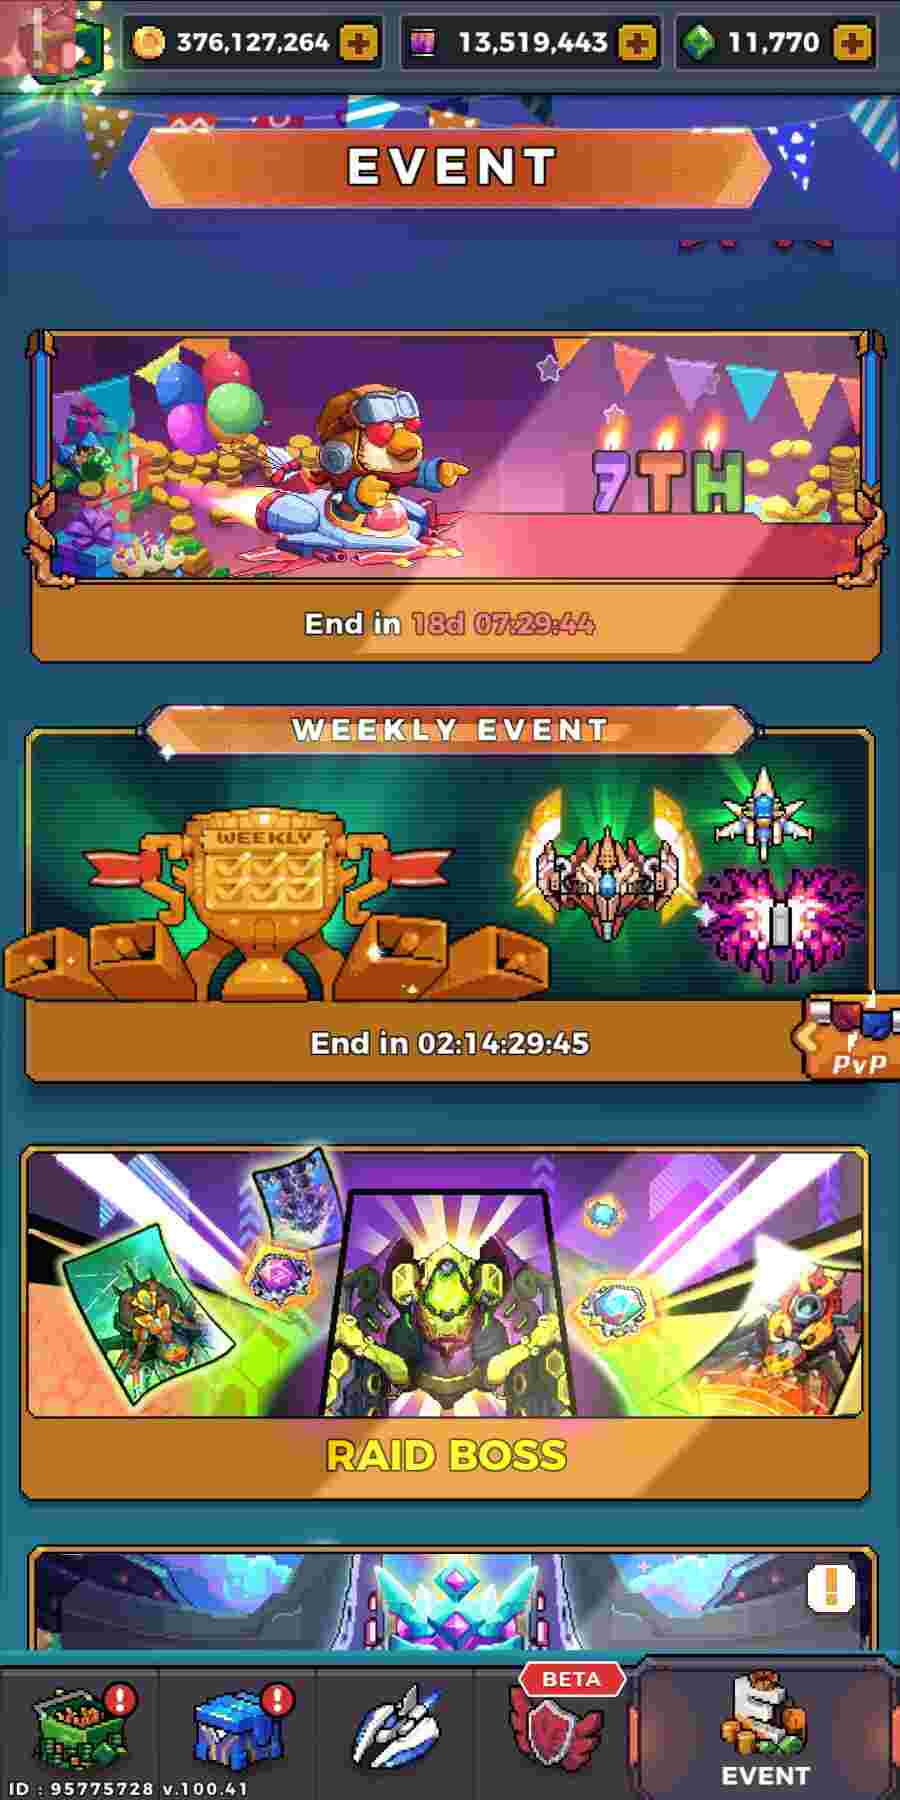 376,127,264
13,519,443
11,770
EVENT
7TH
End in 18d 07:29:44
WEEKLY EVENT
WEEKLY
End in 02:14:29:45
PvP
RAID BOSS
BETA
EVENT
ID : 95775728 v.100.41